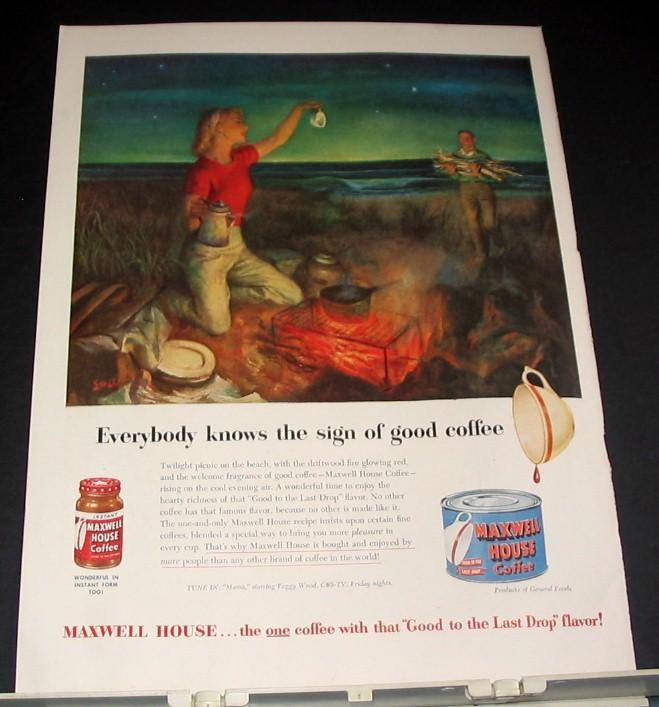 Everybody knows the sign of good coffee
Twilight picnic on the beach, with the driftwood fire glowing red,
and the welcome fragrance of good coffee—Maxwell House Coffee—
rising on the cool evening air. A wonderful time to enjoy the
hearty richness of that "Good to the Last Drop" flavor. No other
coffee has that famous flavor, because no other is made like it.
The one-and-only Maxwell House recipe insists upon certain fine
coffees, blended a special way to bring you more pleasure in
every cup. That's why Maxwell House is bought and enjoyed by
more people than any other brand of coffee in the world!
TUNE IN: "Mama," starring Peggy Wood, CBS-TV, Friday nights.
INSTANT
MAXWELL
HOUSE
Coffee
WONDERFUL IN
INSTANT FORM
TOO!
MAXWELL
HOUSE
Coffee
Products of General Foods
MAXWELL HOUSE...the one coffee with that "Good to the Last Drop" flavor!